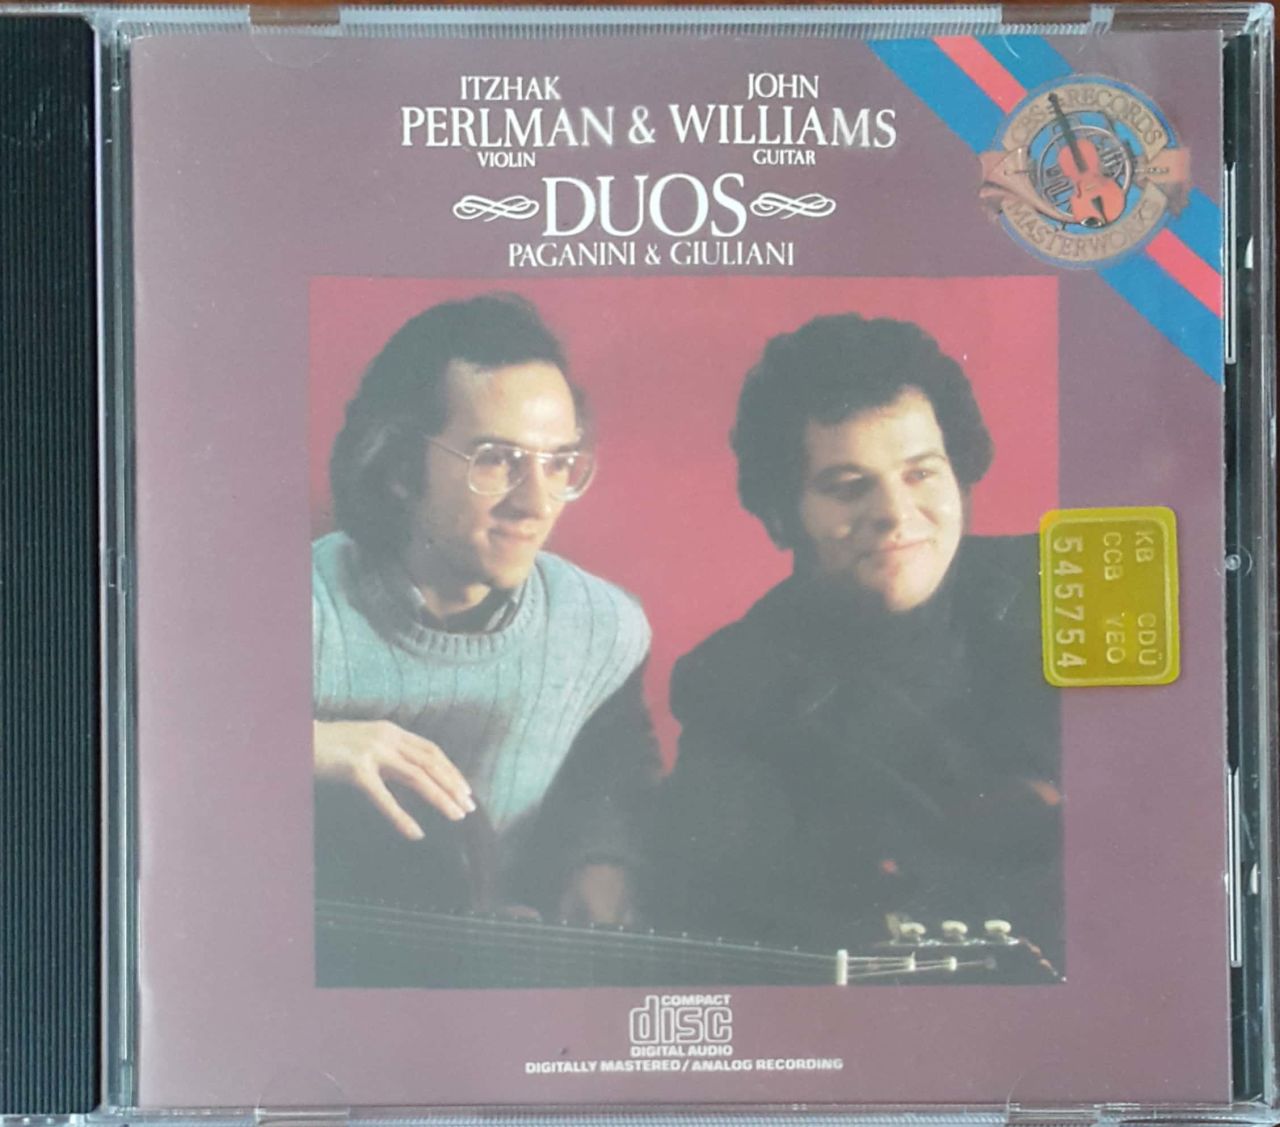 ITZHAK JOHN
PERLMAN & WILLIAMS
VIOLIN GUITAR
DUOS
PAGANINI & GIULIANI
CBS RECORDS
MASTERWORKS
KB CDÜ
CCB VEO
545754
COMPACT
disc
DIGITAL AUDIO
DIGITALLY MASTERED/ANALOG RECORDING